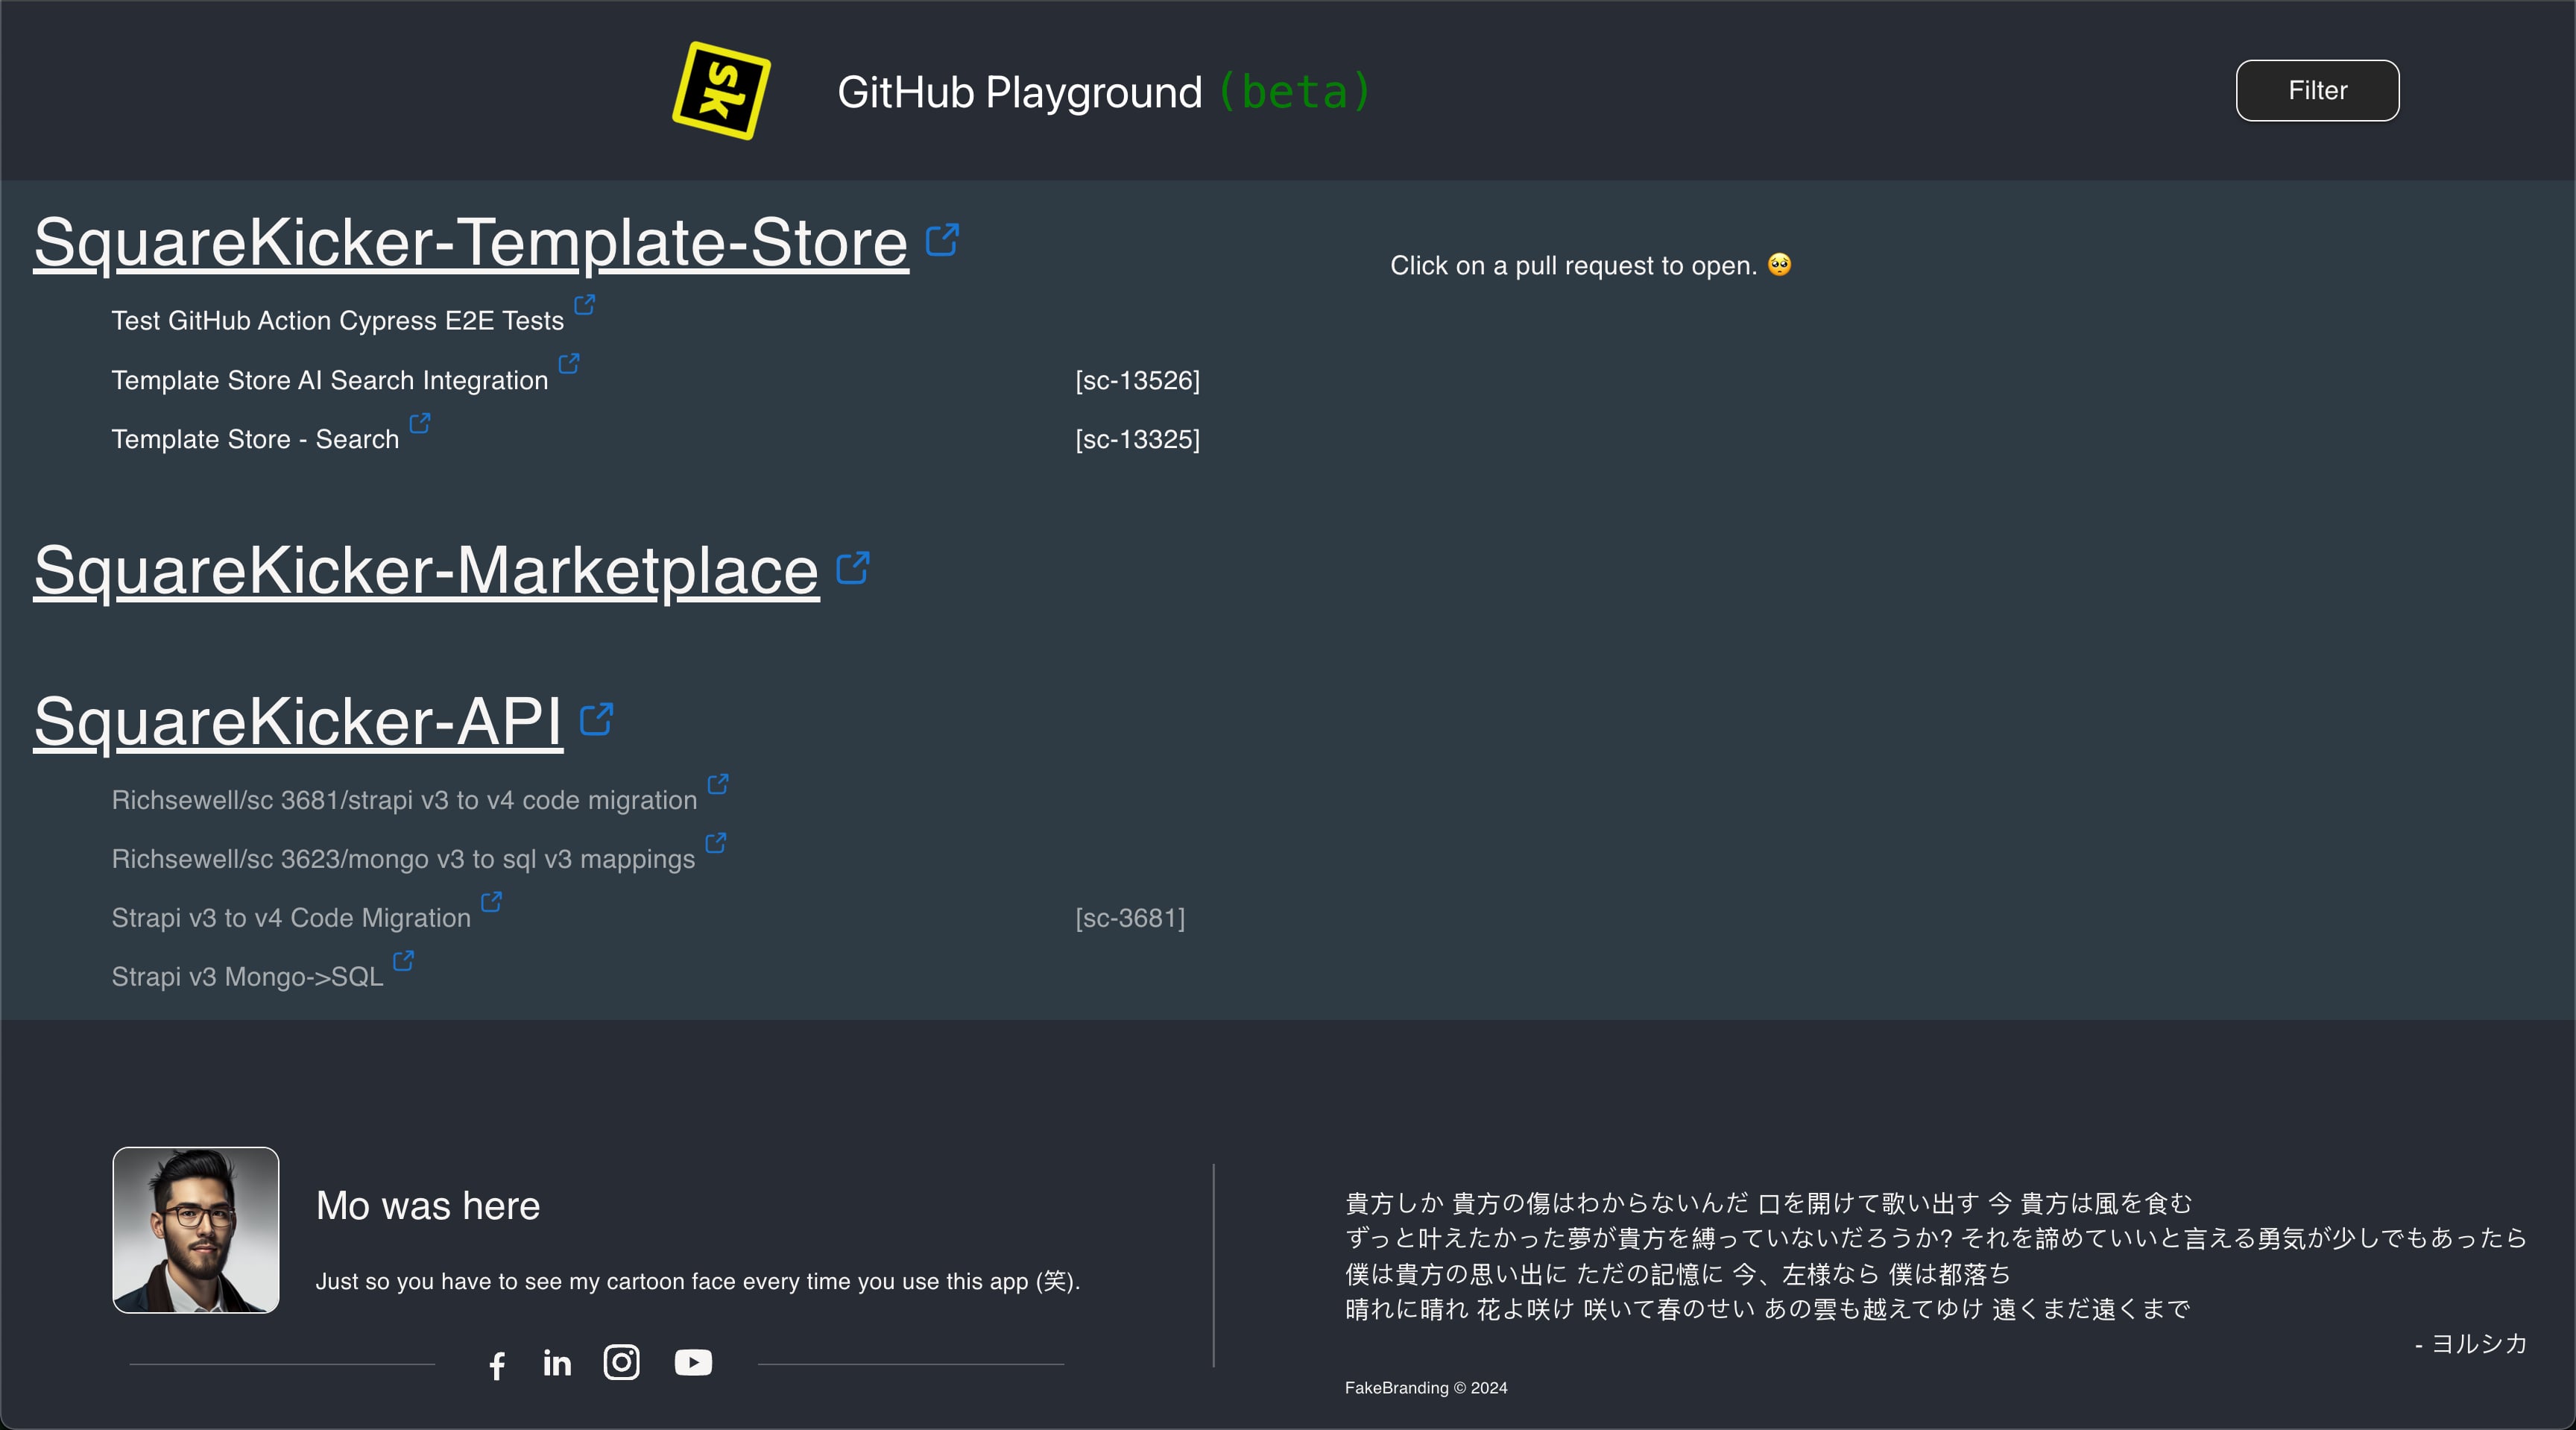 sk
GitHub Playground (beta)
Filter
SquareKicker-Template-Store
Click on a pull request to open. 🥺
Test GitHub Action Cypress E2E Tests
Template Store AI Search Integration [sc-13526]
Template Store - Search [sc-13325]
SquareKicker-Marketplace
SquareKicker-API
Richsewell/sc 3681/strapi v3 to v4 code migration
Richsewell/sc 3623/mongo v3 to sql v3 mappings
Strapi v3 to v4 Code Migration [sc-3681]
Strapi v3 Mongo->SQL
Mo was here
Just so you have to see my cartoon face every time you use this app (笑).
貴方しか 貴方の傷はわからないんだ 口を開けて歌い出す 今 貴方は風を食む
ずっと叶えたかった夢が貴方を縛っていないだろうか? それを諦めていいと言える勇気が少しでもあったら
僕は貴方の思い出に ただの記憶に 今、左様なら 僕は都落ち
晴れに晴れ 花よ咲け 咲いて春のせい あの雲も越えてゆけ 遠くまだ遠くまで
- ヨルシカ
FakeBranding © 2024